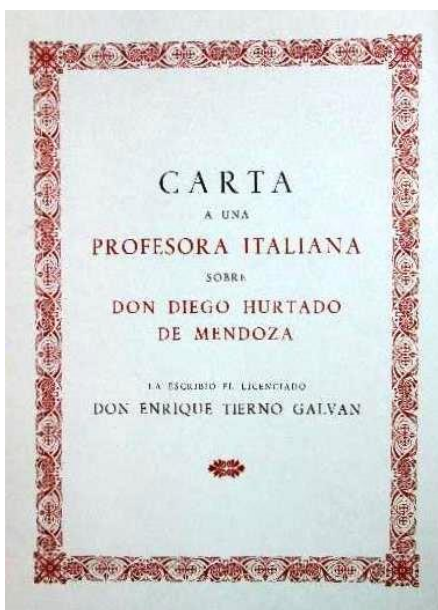 CARTA
A UNA
PROFESORA ITALIANA
SOBRE
DON DIEGO HURTADO
DE MENDOZA
LA ESCRIBIO EL LICENCIADO
DON ENRIQUE TIERNO GALVAN